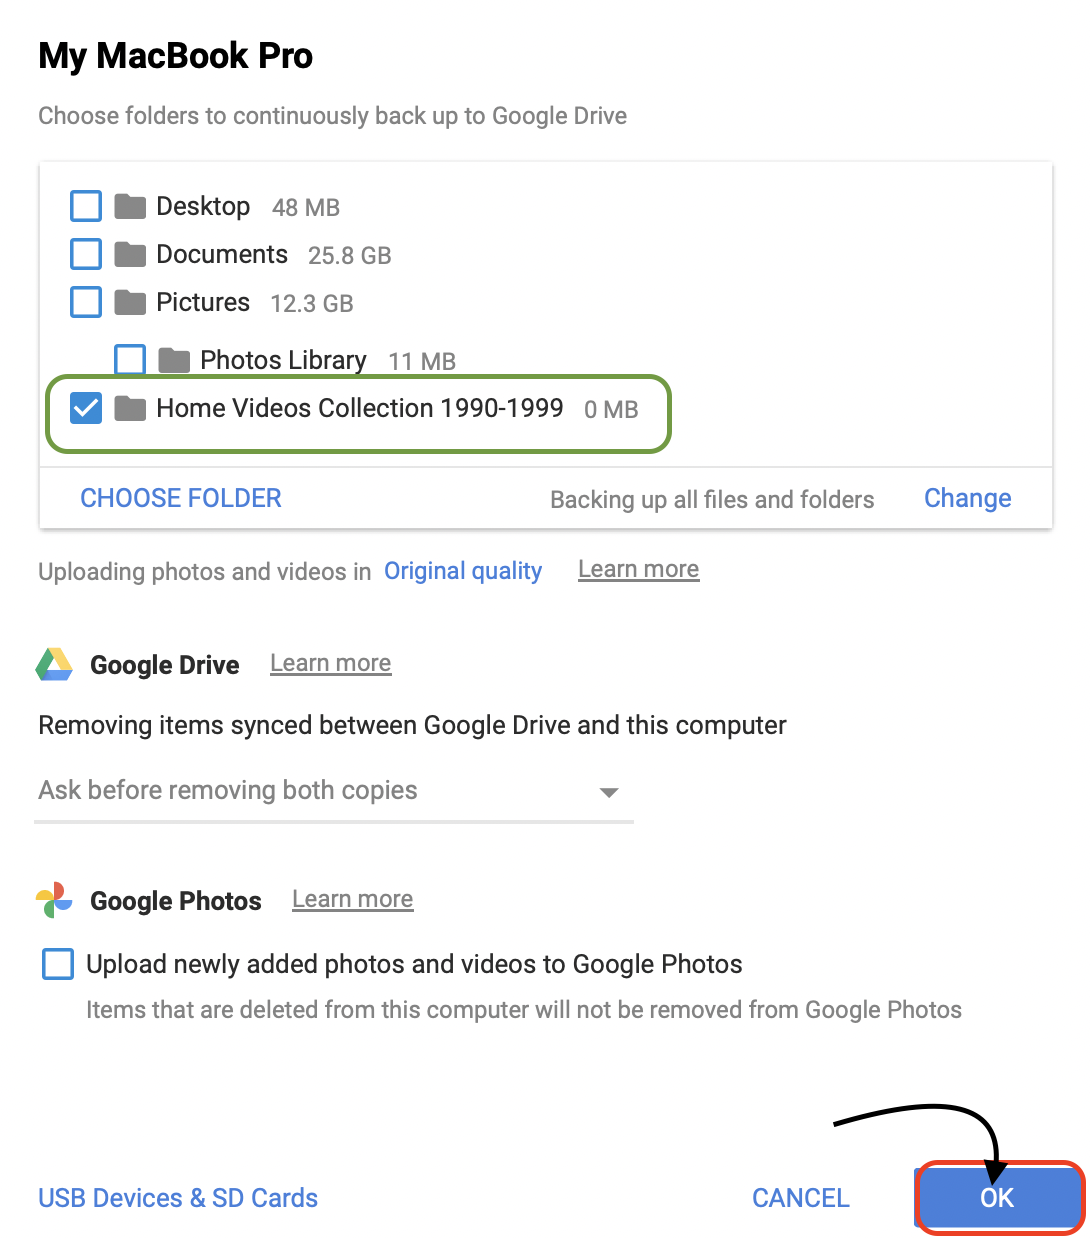 My MacBook Pro
Choose folders to continuously back up to Google Drive
Desktop 48 MB
Documents 25.8 GB
Pictures 12.3 GB
Photos Library 11 MB
Home Videos Collection 1990-1999 0 MB
CHOOSE FOLDER Backing up all files and folders Change
Uploading photos and videos in Original quality Learn more
Google Drive Learn more
Removing items synced between Google Drive and this computer
Ask before removing both copies
Google Photos Learn more
Upload newly added photos and videos to Google Photos
Items that are deleted from this computer will not be removed from Google Photos
USB Devices & SD Cards CANCEL OK